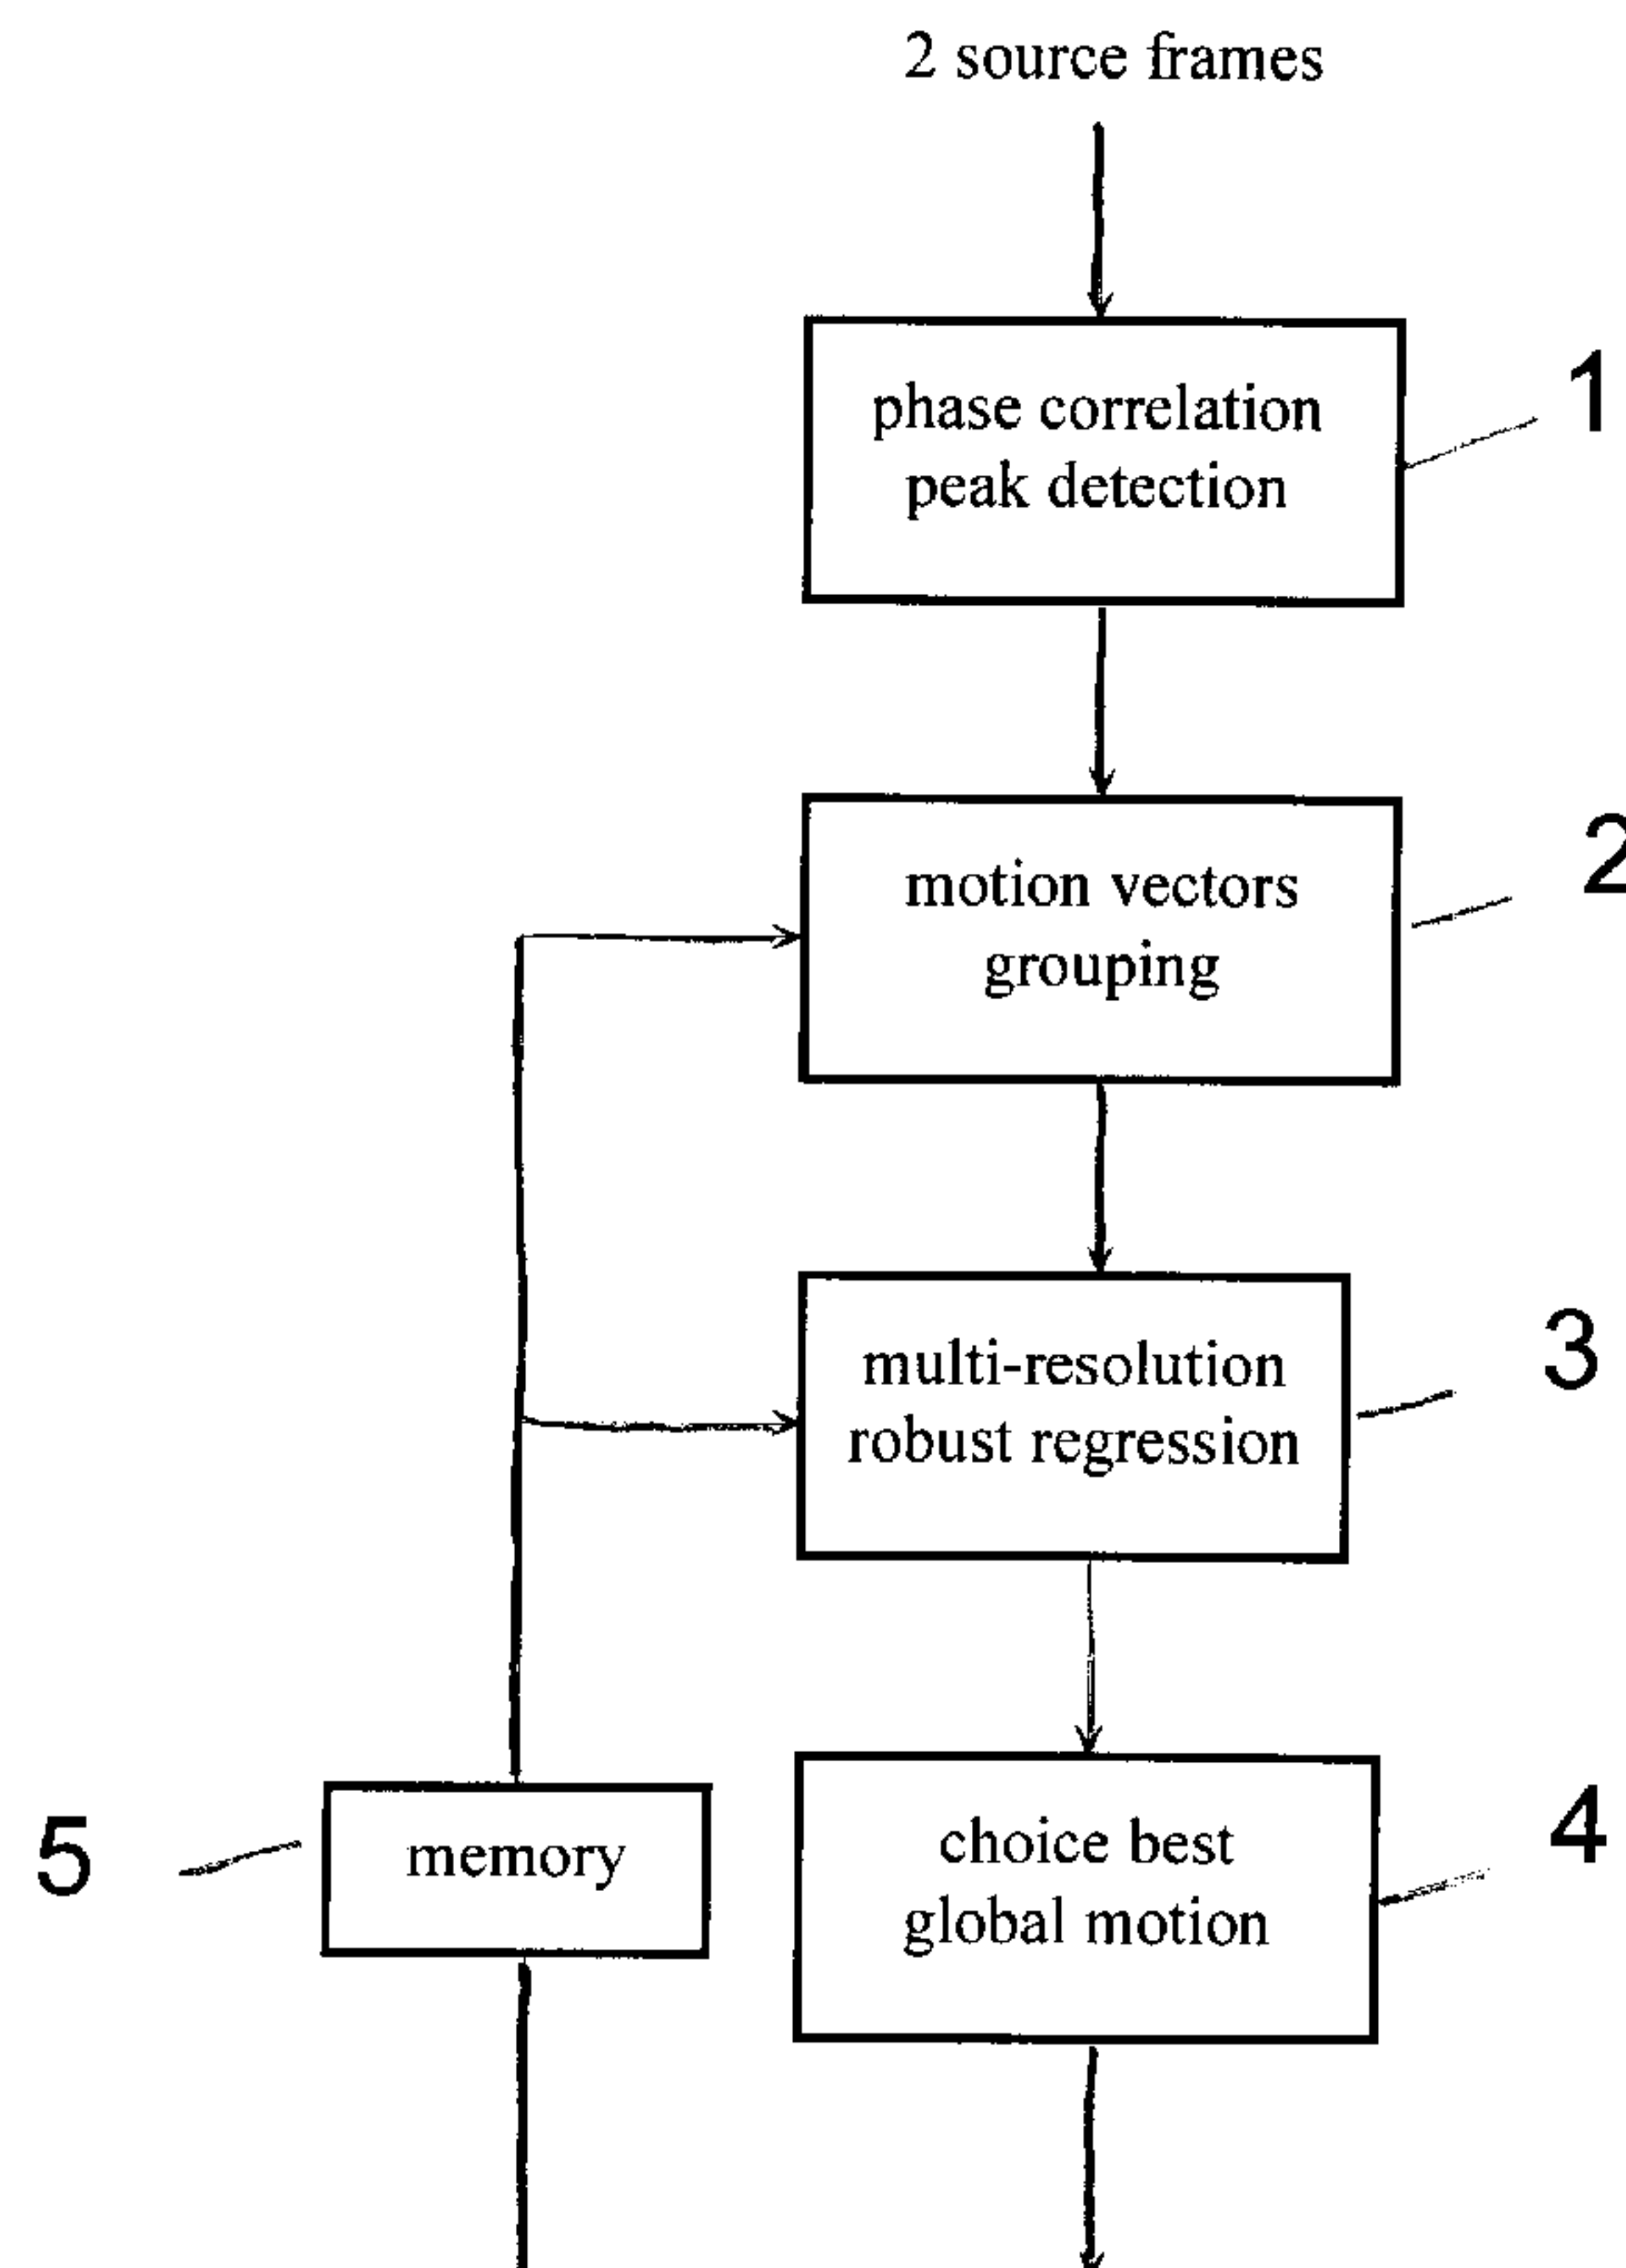 2 source frames
phase correlation
peak detection
1
motion vectors
grouping
2
multi-resolution
robust regression
3
choice best
global motion
4
memory
5